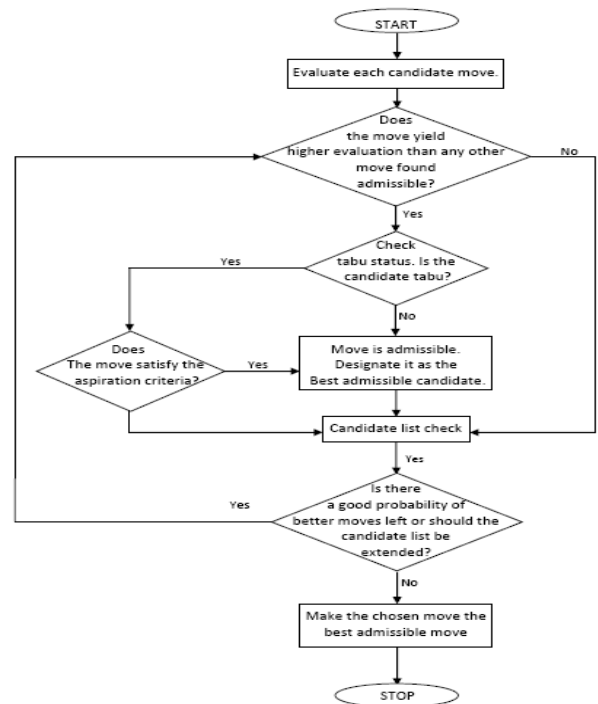 START
Evaluate each candidate move.
Does
the move yield
higher evaluation than any other
move found
admissible?
No
Yes
Check
tabu status. Is the
candidate tabu?
Yes
No
Does
The move satisfy the
aspiration criteria?
Yes
Move is admissible.
Designate it as the
Best admissible candidate.
Candidate list check
Yes
Is there
a good probability of
better moves left or should the
candidate list be
extended?
Yes
No
Make the chosen move the
best admissible move
STOP